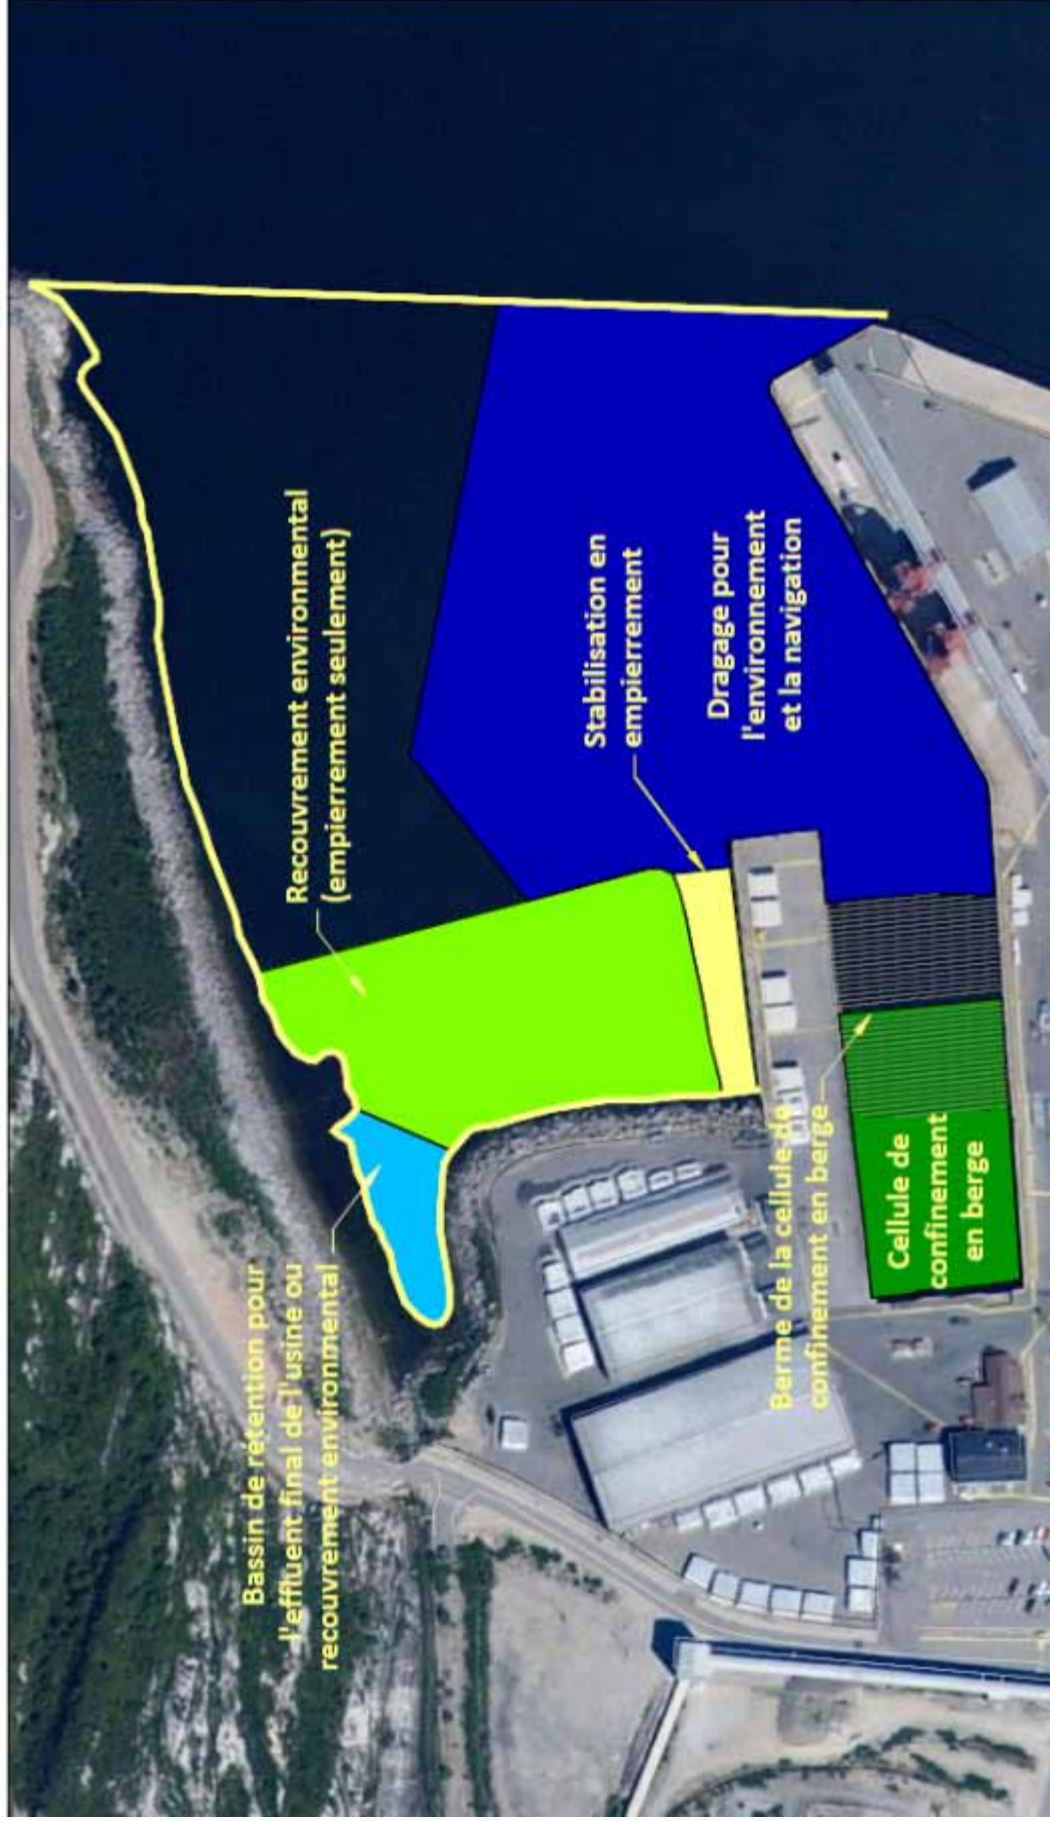 Bassin de rétention pour
l'effluent final de l'usine ou
recouvrement environmental
Recouvrement environmental
(empierrement seulement)
Stabilisation en
empierrement
Dragage pour
l'environnement
et la navigation
Berme de la cellule de
confinement en berge
Cellule de
confinement
en berge